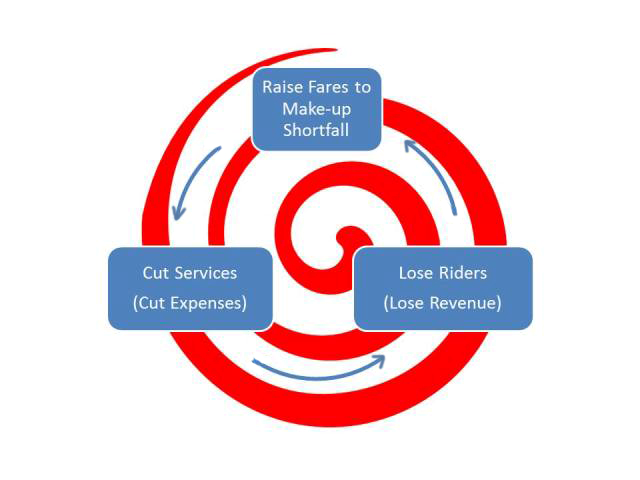 Raise Fares to
Make-up
Shortfall
Cut Services
(Cut Expenses)
Lose Riders
(Lose Revenue)